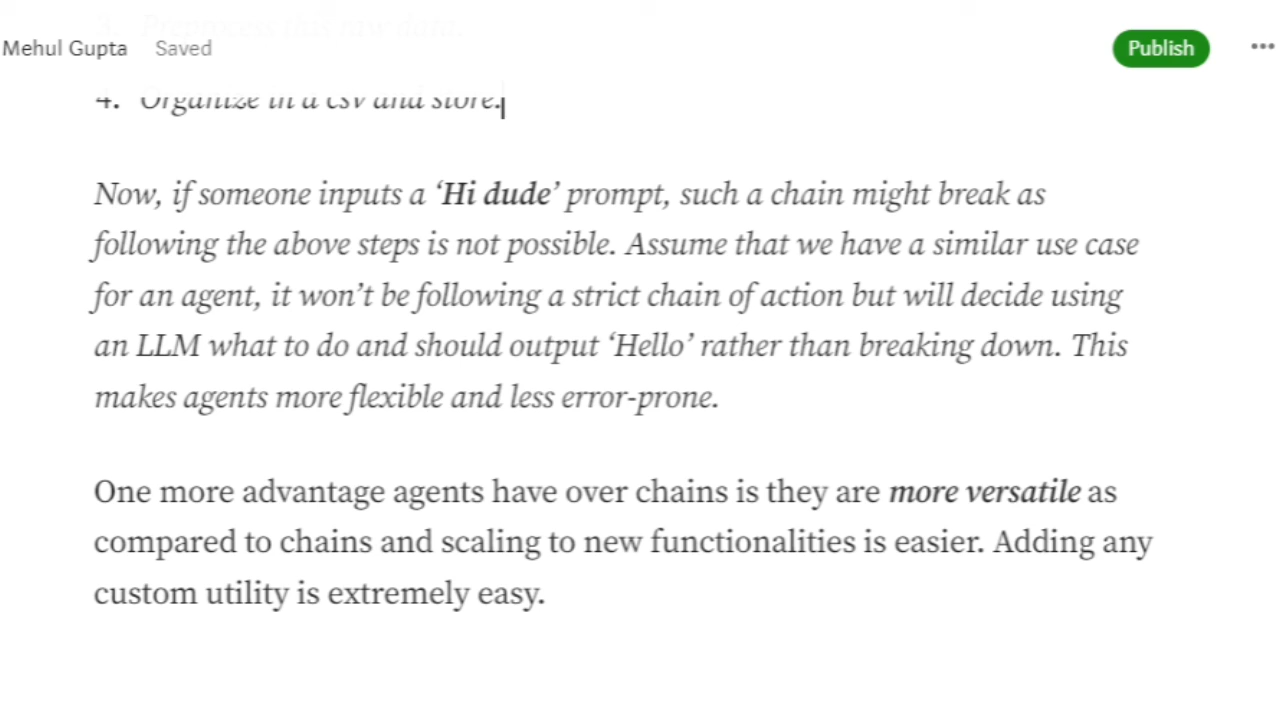 3. Preprocess this raw data.
Mehul Gupta Saved Publish
4. Organize in a csv and store.
Now, if someone inputs a ‘Hi dude’ prompt, such a chain might break as
following the above steps is not possible. Assume that we have a similar use case
for an agent, it won’t be following a strict chain of action but will decide using
an LLM what to do and should output ‘Hello’ rather than breaking down. This
makes agents more flexible and less error-prone.
One more advantage agents have over chains is they are more versatile as
compared to chains and scaling to new functionalities is easier. Adding any
custom utility is extremely easy.